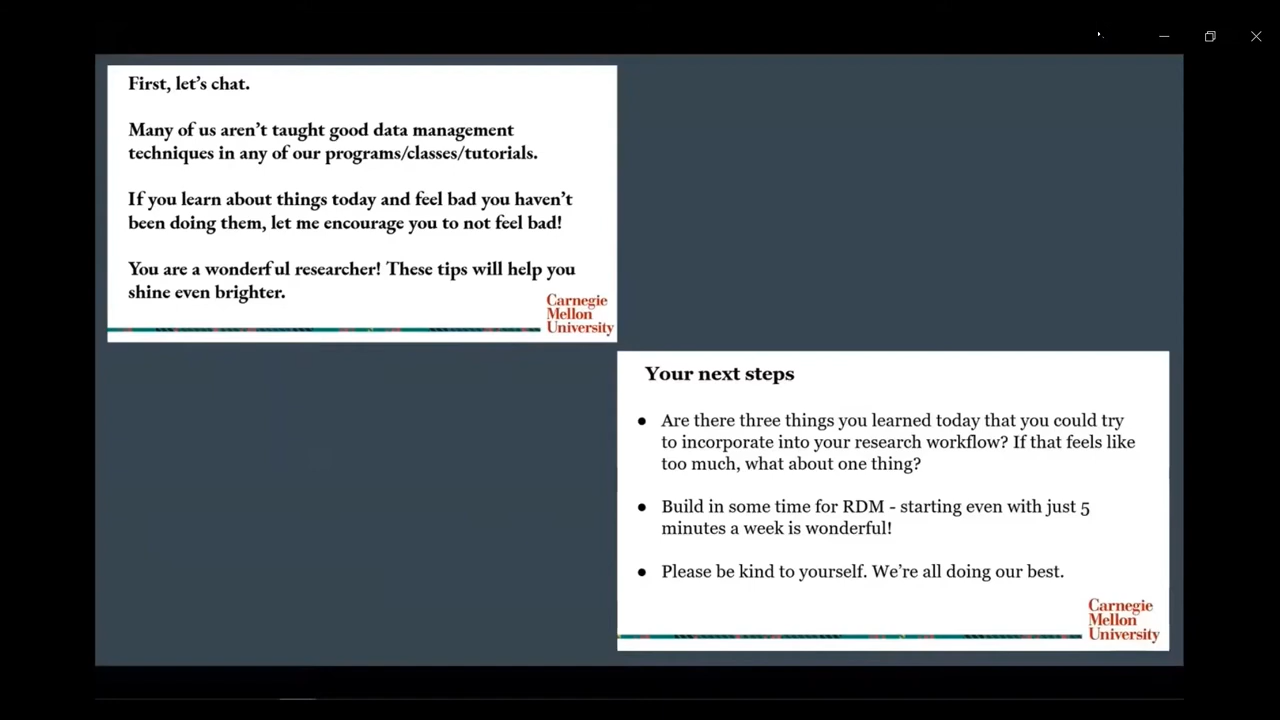 First, let's chat.
Many of us aren't taught good data management
techniques in any of our programs/classes/tutorials.
If you learn about things today and feel bad you haven't
been doing them, let me encourage you to not feel bad!
You are a wonderful researcher! These tips will help you
shine even brighter.
Carnegie
Mellon
University
Your next steps
● Are there three things you learned today that you could try
to incorporate into your research workflow? If that feels like
too much, what about one thing?
● Build in some time for RDM - starting even with just 5
minutes a week is wonderful!
● Please be kind to yourself. We're all doing our best.
Carnegie
Mellon
University